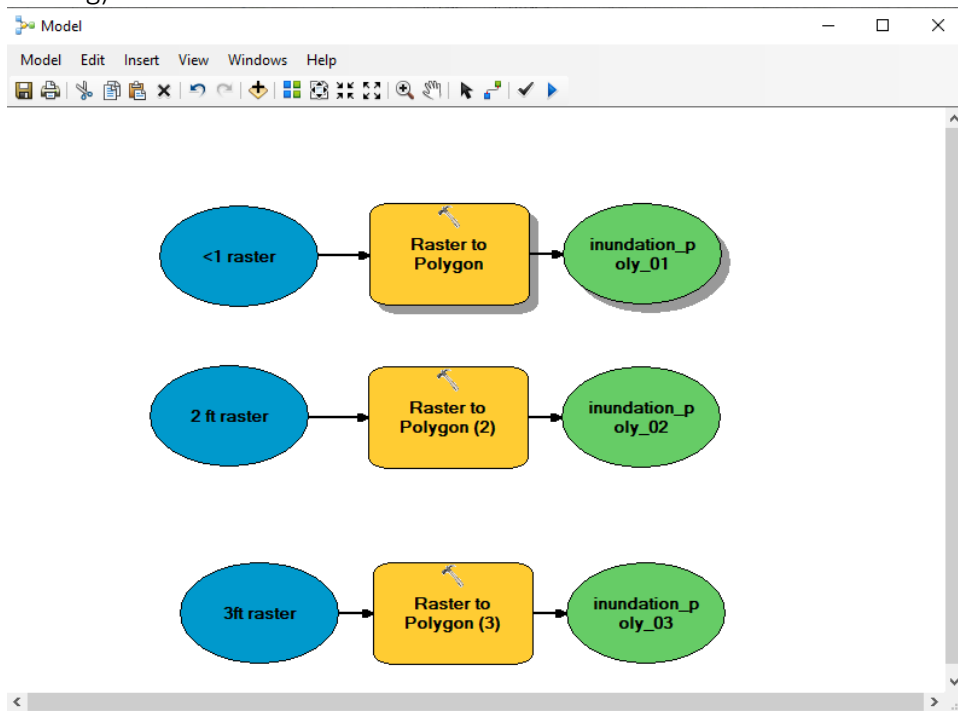 Model
Model Edit Insert View Windows Help
<1 raster
Raster to
Polygon
inundation_p
oly_01
2 ft raster
Raster to
Polygon (2)
inundation_p
oly_02
3ft raster
Raster to
Polygon (3)
inundation_p
oly_03